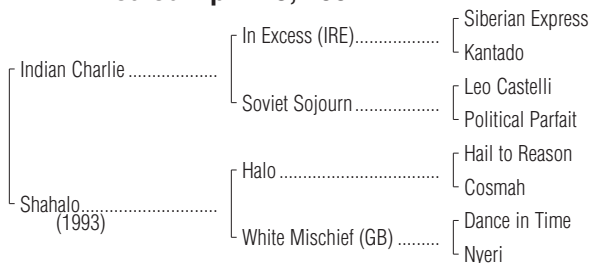 Siberian Express
In Excess (IRE)...................
Kantado
Indian Charlie ....................
Leo Castelli
Soviet Sojourn...................
Political Parfait
Hail to Reason
Halo ....................................
Cosmah
Shahalo..............................
(1993)
Dance in Time
White Mischief (GB) .........
Nyeri